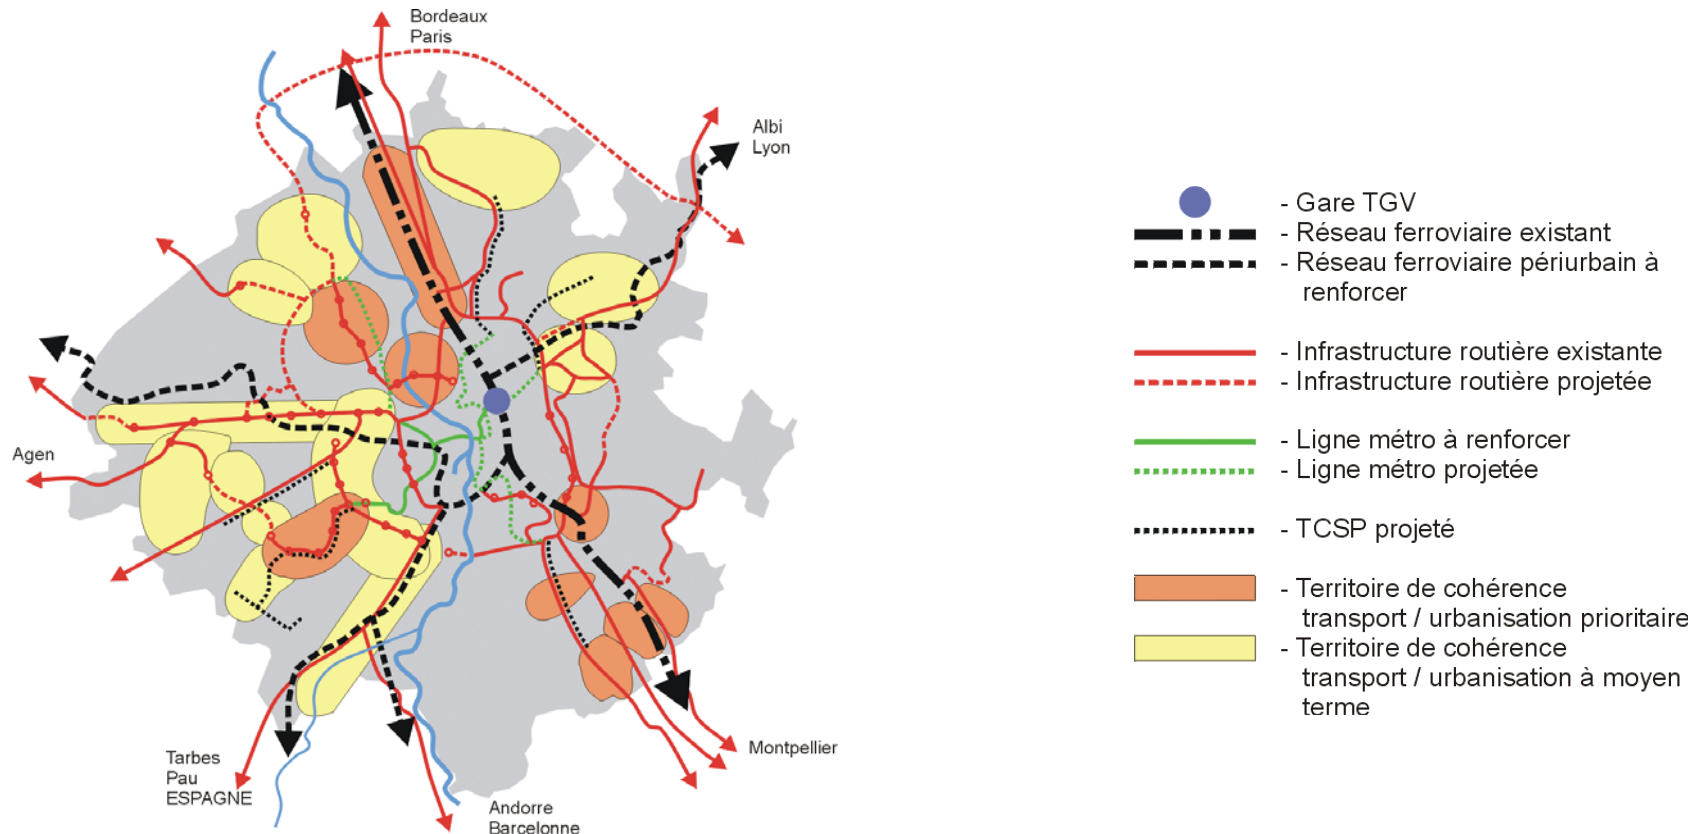 Bordeaux
Paris
Albi
Lyon
Agen
Tarbes
Pau
ESPAGNE
Andorre
Barcelonne
Montpellier
- Gare TGV
- Réseau ferroviaire existant
- Réseau ferroviaire périurbain à
renforcer
- Infrastructure routière existante
- Infrastructure routière projetée
- Ligne métro à renforcer
- Ligne métro projetée
- TCSP projeté
- Territoire de cohérence
transport / urbanisation prioritaire
- Territoire de cohérence
transport / urbanisation à moyen
terme